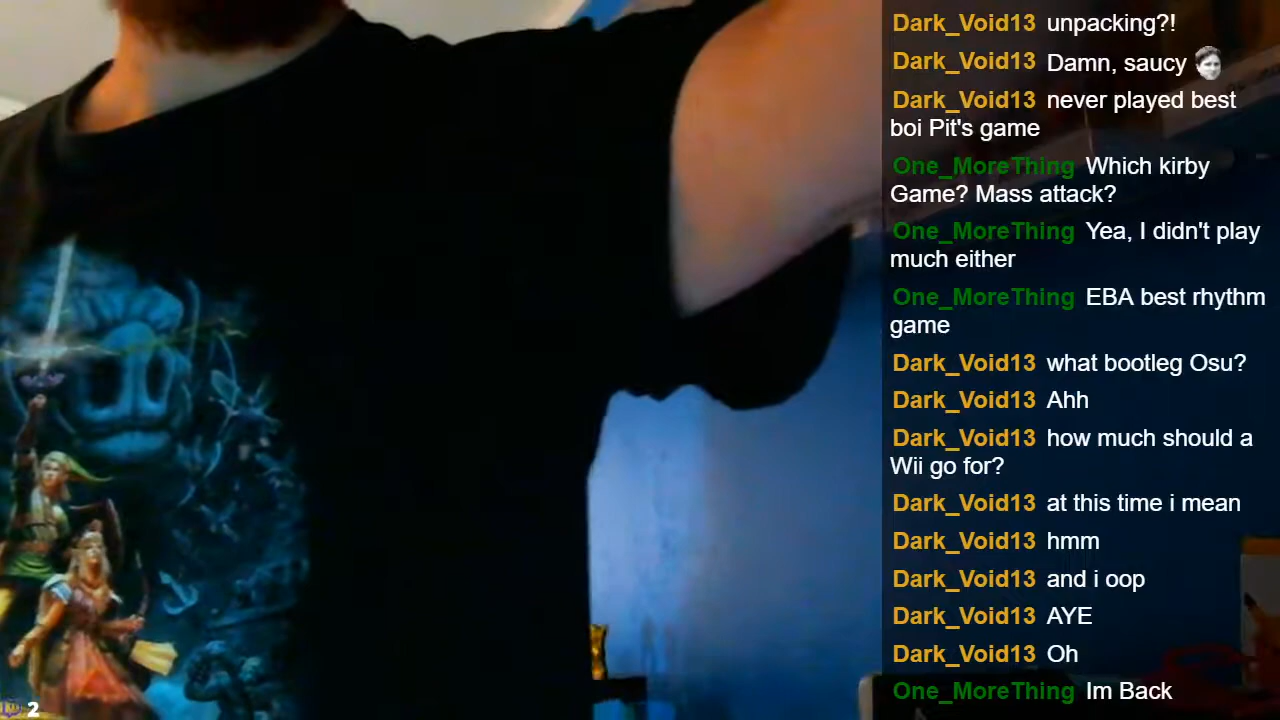 Dark_Void13 unpacking?!
Dark_Void13 Damn, saucy
Dark_Void13 never played best
boi Pit's game
One_MoreThing Which kirby
Game? Mass attack?
One_MoreThing Yea, I didn't play
much either
One_MoreThing EBA best rhythm
game
Dark_Void13 what bootleg Osu?
Dark_Void13 Ahh
Dark_Void13 how much should a
Wii go for?
Dark_Void13 at this time i mean
Dark_Void13 hmm
Dark_Void13 and i oop
Dark_Void13 AYE
Dark_Void13 Oh
One_MoreThing Im Back
2